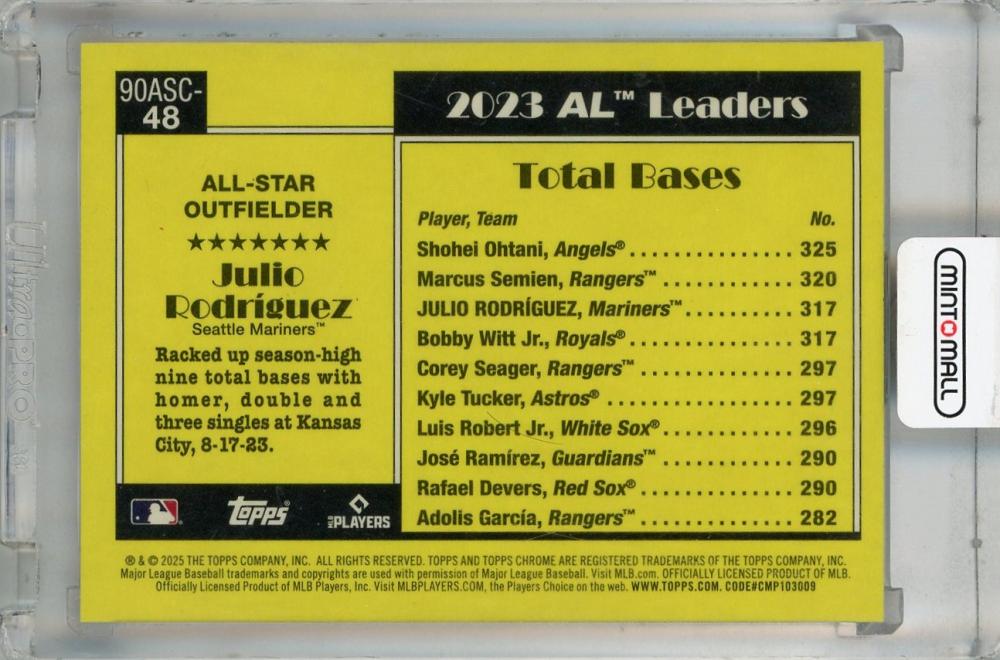 90ASC-
48
ALL-STAR
OUTFIELDER
★★★★★★★
Julio
Rodríguez
Seattle Mariners™
Racked up season-high
nine total bases with
homer, double and
three singles at Kansas
City, 8-17-23.
topps®
MLB PLAYERS
2023 AL™ Leaders
Total Bases
Player, Team No.
Shohei Ohtani, Angels® . . . . . . . . . . . . . . 325
Marcus Semien, Rangers™ . . . . . . . . . . . 320
JULIO RODRÍGUEZ, Mariners™ . . . . . . . . 317
Bobby Witt Jr., Royals® . . . . . . . . . . . . . . 317
Corey Seager, Rangers™ . . . . . . . . . . . . . 297
Kyle Tucker, Astros® . . . . . . . . . . . . . . . . 297
Luis Robert Jr., White Sox® . . . . . . . . . . . 296
José Ramírez, Guardians™ . . . . . . . . . . . 290
Rafael Devers, Red Sox® . . . . . . . . . . . . . 290
Adolis García, Rangers™ . . . . . . . . . . . . . 282
® & © 2025 THE TOPPS COMPANY, INC. ALL RIGHTS RESERVED. TOPPS AND TOPPS CHROME ARE REGISTERED TRADEMARKS OF THE TOPPS COMPANY, INC.
Major League Baseball trademarks and copyrights are used with permission of Major League Baseball. Visit MLB.com. OFFICIALLY LICENSED PRODUCT OF MLB.
Officially Licensed Product of MLB Players, Inc. Visit MLBPLAYERS.COM, the Players Choice on the web. WWW.TOPPS.COM. CODE#CMP103009
MINTOMALL
Ultra PRO